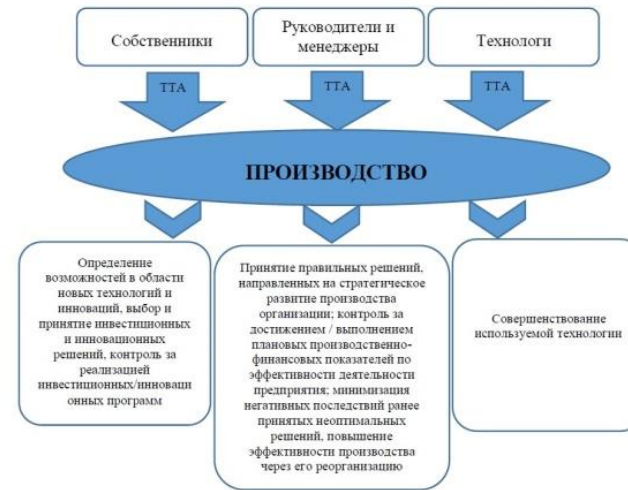 Собственники
Руководители и
менеджеры
Технологи
ТТА
ТТА
ТТА
ПРОИЗВОДСТВО
Определение
возможностей в области
новых технологий и
инноваций, выбор и
принятие инвестиционных
и инновационных
решений, контроль за
реализацией
инвестиционных/инноваци
онных программ
Принятие правильных решений,
направленных на стратегическое
развитие производства
организации; контроль за
достижением / выполнением
плановых производственно-
финансовых показателей по
эффективности деятельности
предприятия; минимизация
негативных последствий ранее
принятых неоптимальных
решений, повышение
эффективности производства
через его реорганизацию
Совершенствование
используемой технологии